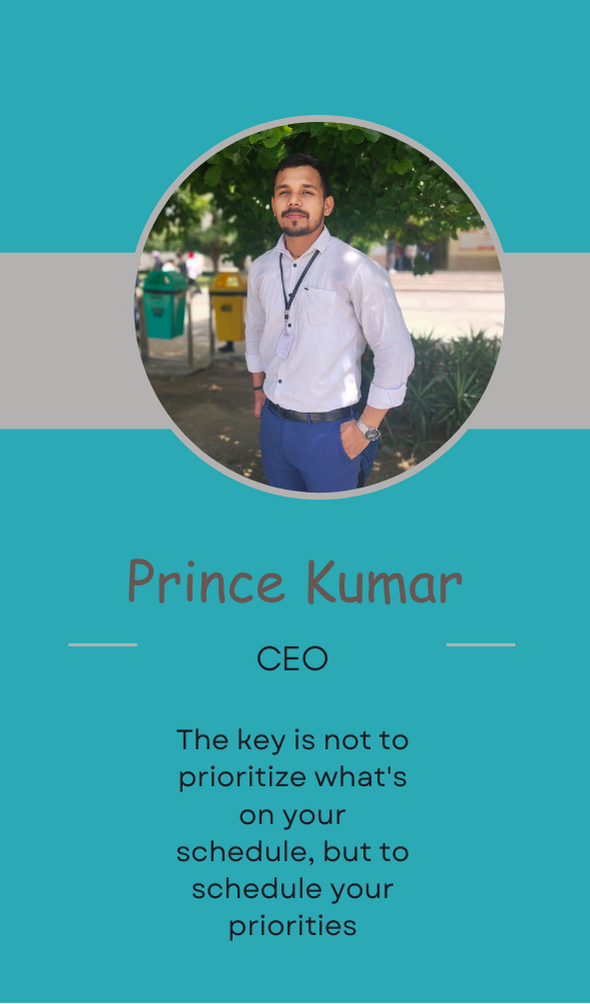 Prince Kumar
CEO
The key is not to
prioritize what's
on your
schedule, but to
schedule your
priorities